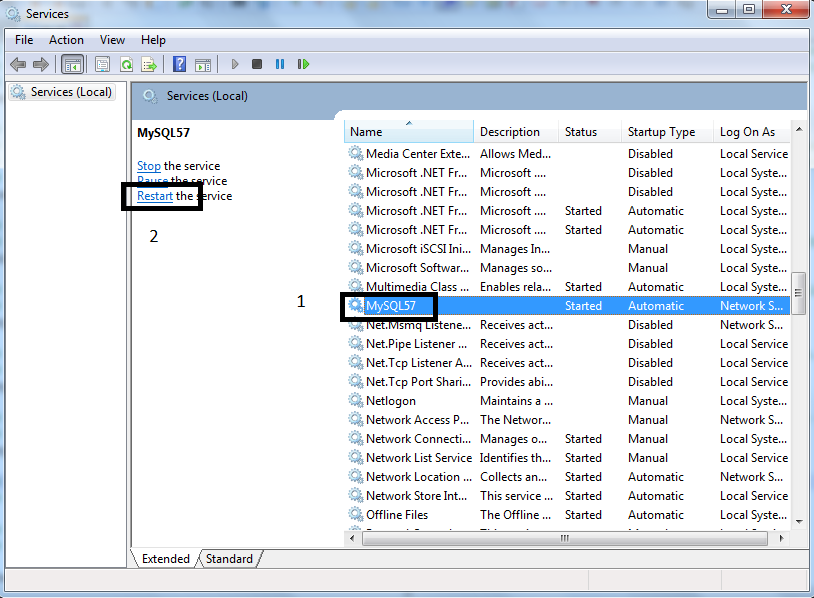 Services
File Action View Help
Services (Local)
Services (Local)
MySQL57
Stop the service
Pause the service
Restart the service
2
1
Name Description Status Startup Type Log On As
Media Center Exte... Allows Med... Disabled Local Service
Microsoft .NET Fr... Microsoft .... Disabled Local Syste...
Microsoft .NET Fr... Microsoft .... Disabled Local Syste...
Microsoft .NET Fr... Microsoft .... Started Automatic Local Syste...
Microsoft .NET Fr... Microsoft .... Started Automatic Local Syste...
Microsoft iSCSI Ini... Manages In... Manual Local Syste...
Microsoft Softwar... Manages so... Manual Local Syste...
Multimedia Class ... Enables rela... Started Automatic Local Syste...
MySQL57 Started Automatic Network S...
Net.Msmq Listene... Receives act... Disabled Network S...
Net.Pipe Listener ... Receives act... Disabled Local Service
Net.Tcp Listener A... Receives act... Disabled Local Service
Net.Tcp Port Shari... Provides abi... Disabled Local Service
Netlogon Maintains a ... Manual Local Syste...
Network Access P... The Networ... Manual Network S...
Network Connecti... Manages o... Started Manual Local Syste...
Network List Service Identifies th... Started Manual Local Service
Network Location ... Collects an... Started Automatic Network S...
Network Store Int... This service ... Started Automatic Local Service
Offline Files The Offline ... Started Automatic Local Syste...
Extended Standard